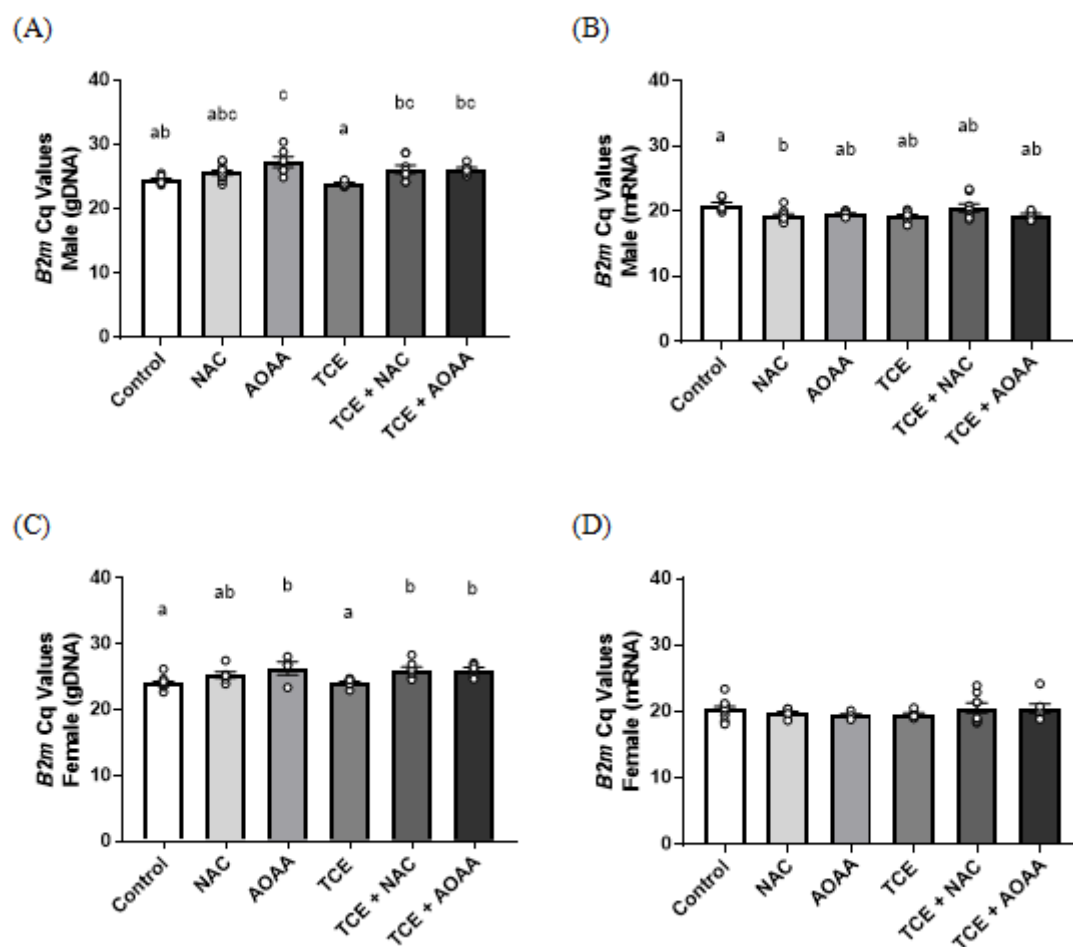 (A)
B2m Cq Values
Male (gDNA)
40
30
20
10
0
ab
abc
c
a
bc
bc
Control
NAC
AOAA
TCE
TCE + NAC
TCE + AOAA
(B)
B2m Cq Values
Male (mRNA)
40
30
20
10
0
a
b
ab
ab
ab
ab
Control
NAC
AOAA
TCE
TCE + NAC
TCE + AOAA
(C)
B2m Cq Values
Female (gDNA)
40
30
20
10
0
a
ab
b
a
b
b
Control
NAC
AOAA
TCE
TCE + NAC
TCE + AOAA
(D)
B2m Cq Values
Female (mRNA)
40
30
20
10
0
Control
NAC
AOAA
TCE
TCE + NAC
TCE + AOAA